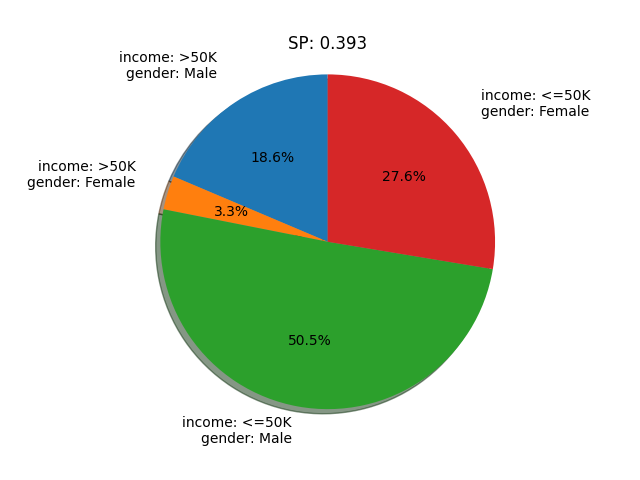 SP: 0.393
income: >50K
gender: Male
income: <=50K
gender: Female
18.6%
27.6%
income: >50K
gender: Female
3.3%
50.5%
income: <=50K
gender: Male